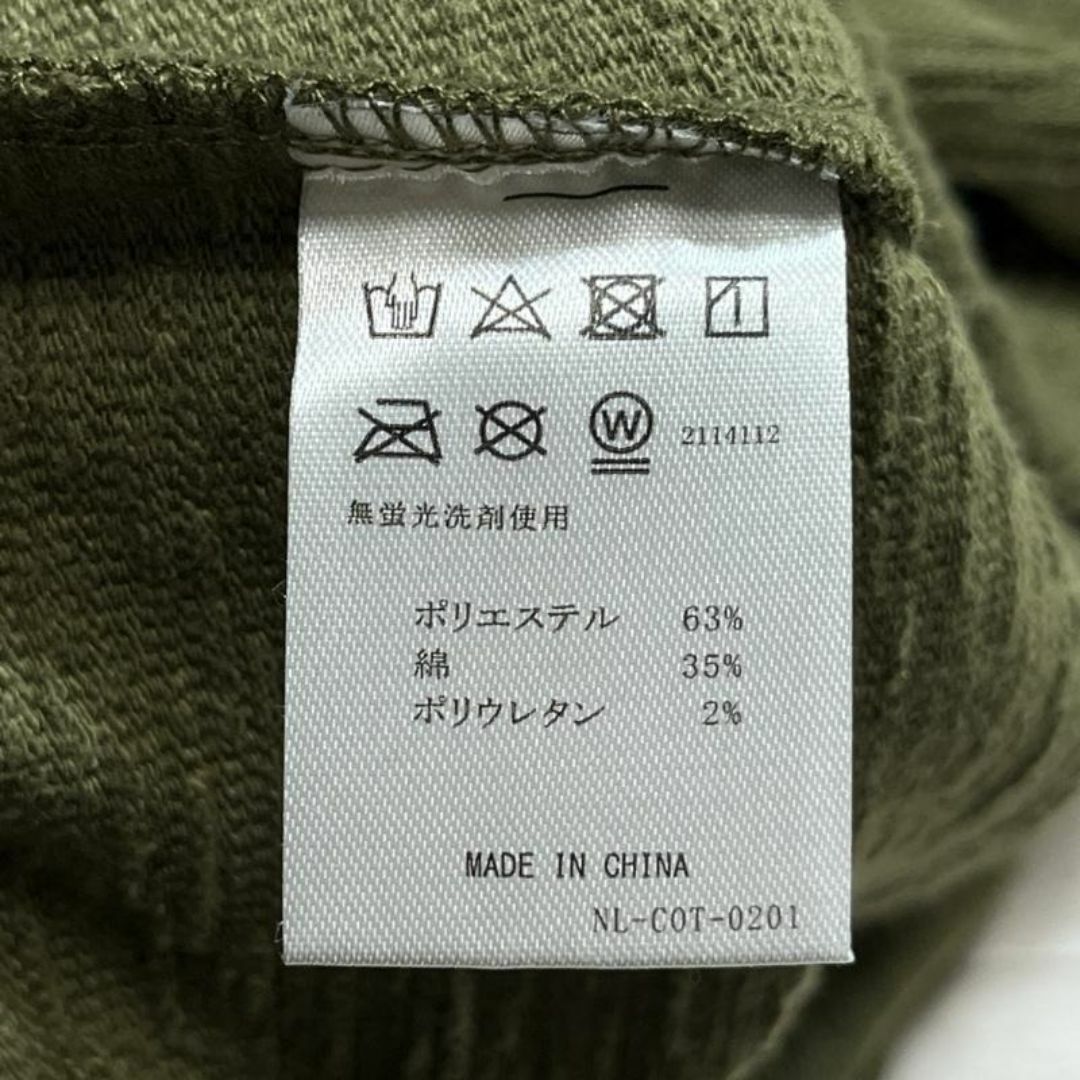 W 2114112
無蛍光洗剤使用
ポリエステル 63%
綿 35%
ポリウレタン 2%
MADE IN CHINA
NL-COT-0201